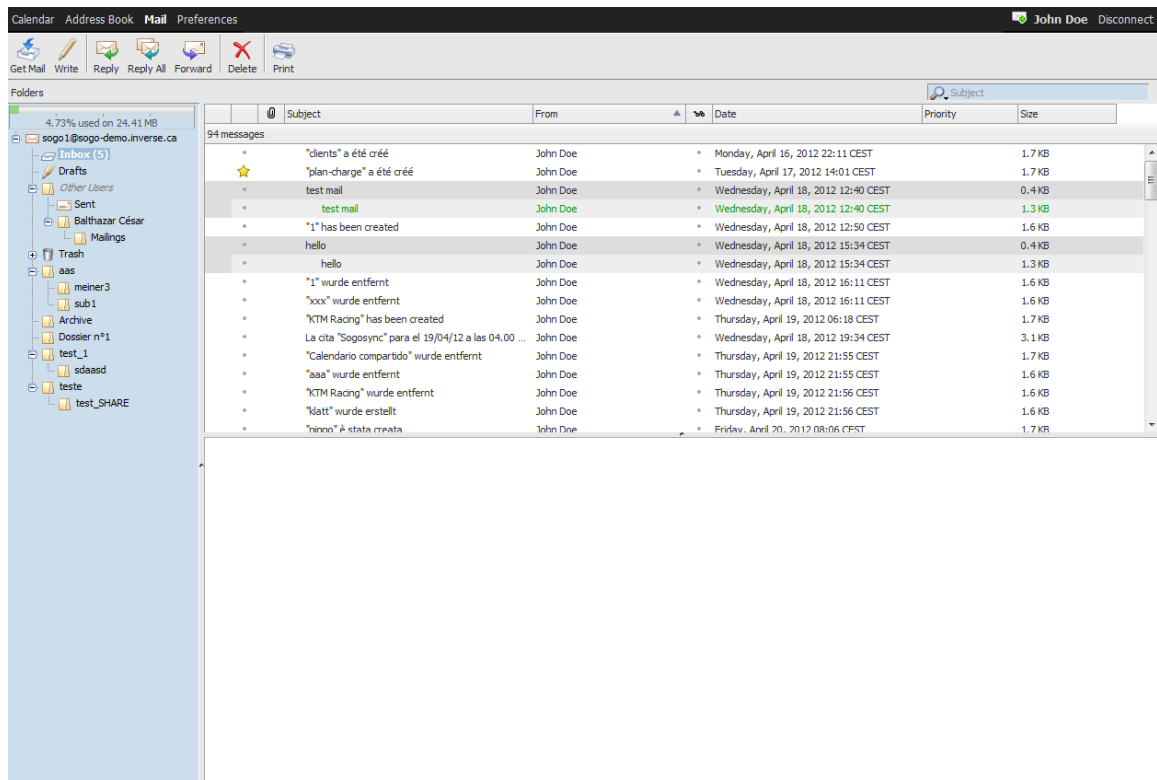 Calendar Address Book Mail Preferences John Doe Disconnect
Get Mail Write Reply Reply All Forward Delete Print
Folders Subject
4.73% used on 24.41 MB
Subject From Date Priority Size
sogo1@sogo-demo.inverse.ca
Inbox (5)
Drafts
Other Users
Sent
Balthazar César
Mailings
Trash
aas
meiner3
sub1
Archive
Dossier n°1
test_1
sdaasd
teste
test_SHARE
94 messages
"clients" a été créé John Doe Monday, April 16, 2012 22:11 CEST 1.7 KB
"plan-charge" a été créé John Doe Tuesday, April 17, 2012 14:01 CEST 1.7 KB
test mail John Doe Wednesday, April 18, 2012 12:40 CEST 0.4 KB
test mail John Doe Wednesday, April 18, 2012 12:40 CEST 1.3 KB
"1" has been created John Doe Wednesday, April 18, 2012 12:50 CEST 1.6 KB
hello John Doe Wednesday, April 18, 2012 15:34 CEST 0.4 KB
hello John Doe Wednesday, April 18, 2012 15:34 CEST 1.3 KB
"1" wurde entfernt John Doe Wednesday, April 18, 2012 16:11 CEST 1.6 KB
"xxx" wurde entfernt John Doe Wednesday, April 18, 2012 16:11 CEST 1.6 KB
"KTM Racing" has been created John Doe Thursday, April 19, 2012 06:18 CEST 1.7 KB
La cita "Sogosync" para el 19/04/12 a las 04.00 ... John Doe Wednesday, April 18, 2012 19:34 CEST 3.1 KB
"Calendario compartido" wurde entfernt John Doe Thursday, April 19, 2012 21:55 CEST 1.7 KB
"aaa" wurde entfernt John Doe Thursday, April 19, 2012 21:55 CEST 1.6 KB
"KTM Racing" wurde entfernt John Doe Thursday, April 19, 2012 21:56 CEST 1.6 KB
"klatt" wurde erstellt John Doe Thursday, April 19, 2012 21:56 CEST 1.6 KB
"pippo" è stata creata John Doe Friday, April 20, 2012 08:06 CEST 1.7 KB